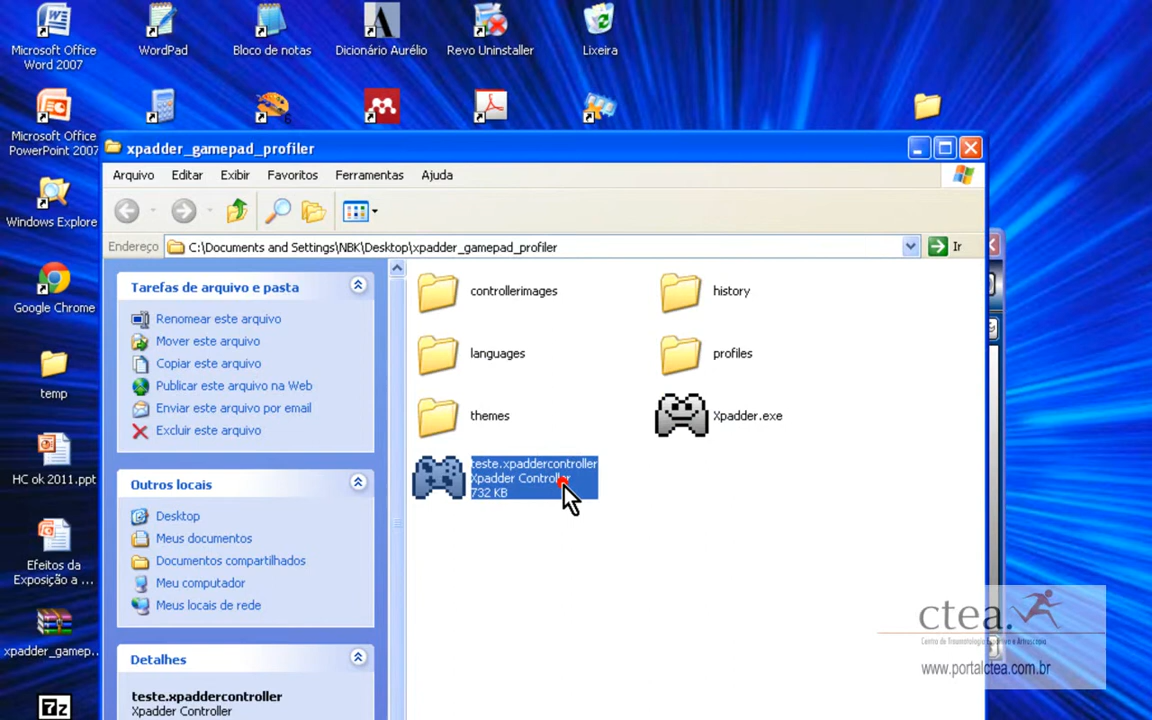 Microsoft Office
Word 2007
WordPad
Bloco de notas
Dicionário Aurélio
Revo Uninstaller
Lixeira
Microsoft Office
PowerPoint 2007
Windows Explore
Google Chrome
temp
HC ok 2011.ppt
Efeitos da
Exposição a ...
xpadder_gamep...
7z
xpadder_gamepad_profiler
Arquivo Editar Exibir Favoritos Ferramentas Ajuda
Endereço C:\Documents and Settings\NBK\Desktop\xpadder_gamepad_profiler Ir
Tarefas de arquivo e pasta
Renomear este arquivo
Mover este arquivo
Copiar este arquivo
Publicar este arquivo na Web
Enviar este arquivo por email
Excluir este arquivo
Outros locais
Desktop
Meus documentos
Documentos compartilhados
Meu computador
Meus locais de rede
Detalhes
teste.xpaddercontroller
Xpadder Controller
controllerimages
history
languages
profiles
themes
Xpadder.exe
teste.xpaddercontroller
Xpadder Controller
732 KB
ctea.
Centro de Traumatologia Esportiva e Artroscopia
www.portalctea.com.br